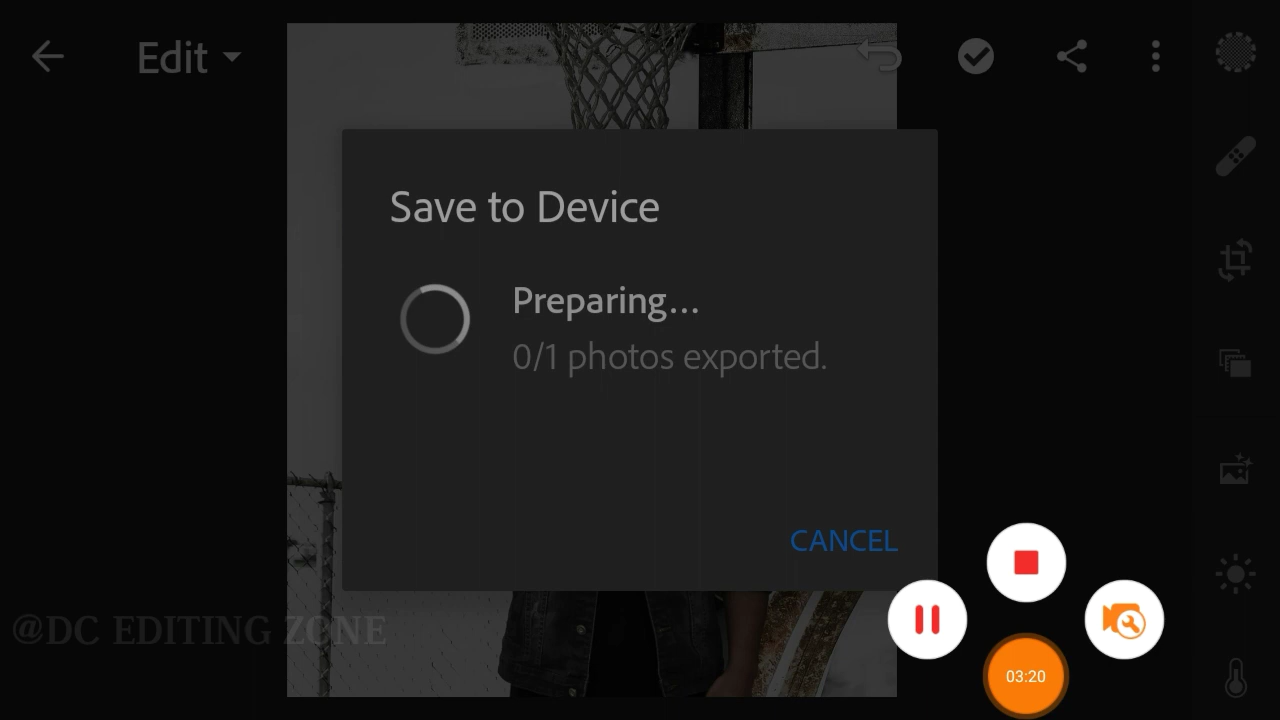 Edit
Save to Device
Preparing...
0/1 photos exported.
CANCEL
@DC EDITING ZONE
03:20